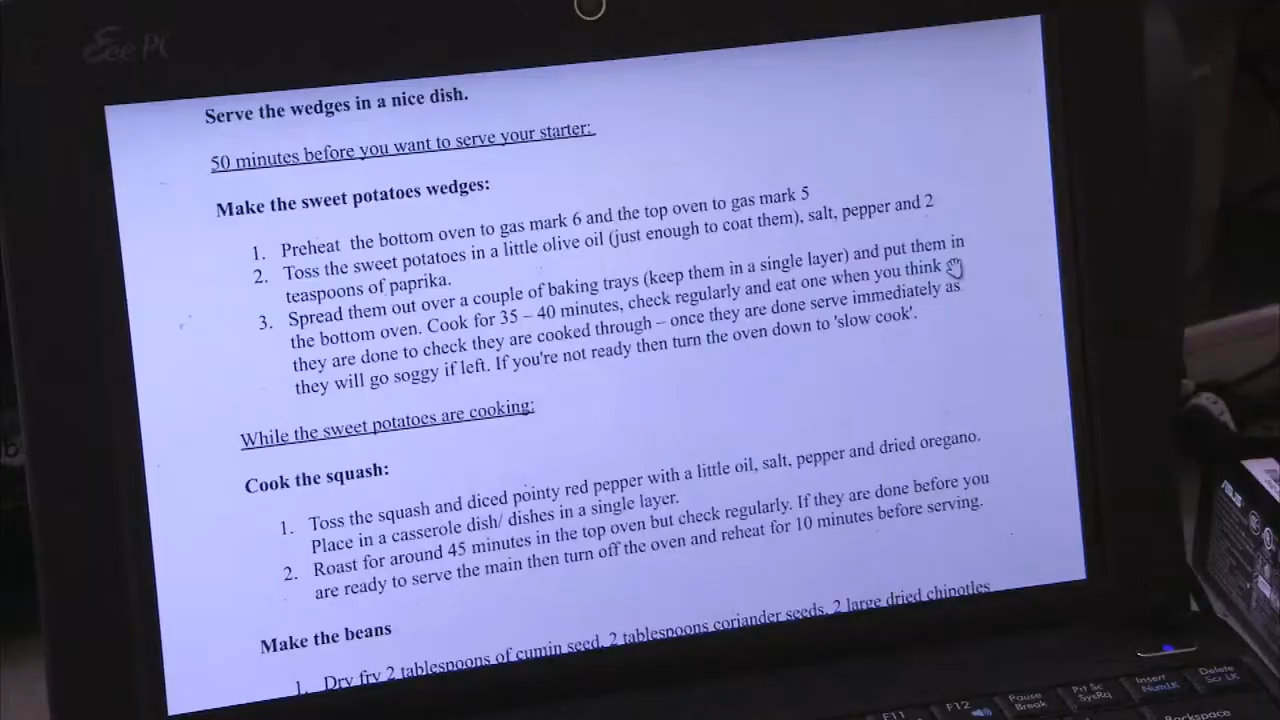 Eee PC
Serve the wedges in a nice dish.
50 minutes before you want to serve your starter:
Make the sweet potatoes wedges:
1. Preheat the bottom oven to gas mark 6 and the top oven to gas mark 5
2. Toss the sweet potatoes in a little olive oil (just enough to coat them), salt, pepper and 2
teaspoons of paprika.
3. Spread them out over a couple of baking trays (keep them in a single layer) and put them in
the bottom oven. Cook for 35 – 40 minutes, check regularly and eat one when you think
they are done to check they are cooked through – once they are done serve immediately as
they will go soggy if left. If you're not ready then turn the oven down to 'slow cook'.
While the sweet potatoes are cooking:
Cook the squash:
1. Toss the squash and diced pointy red pepper with a little oil, salt, pepper and dried oregano.
Place in a casserole dish/ dishes in a single layer.
2. Roast for around 45 minutes in the top oven but check regularly. If they are done before you
are ready to serve the main then turn off the oven and reheat for 10 minutes before serving.
Make the beans
1. Dry fry 2 tablespoons of cumin seed, 2 tablespoons coriander seeds, 2 large dried chipotles
F11
F12
Pause
Break
Prt Sc
SysRq
Insert
NumLK
Delete
Scr LK
Backspace
ASUS